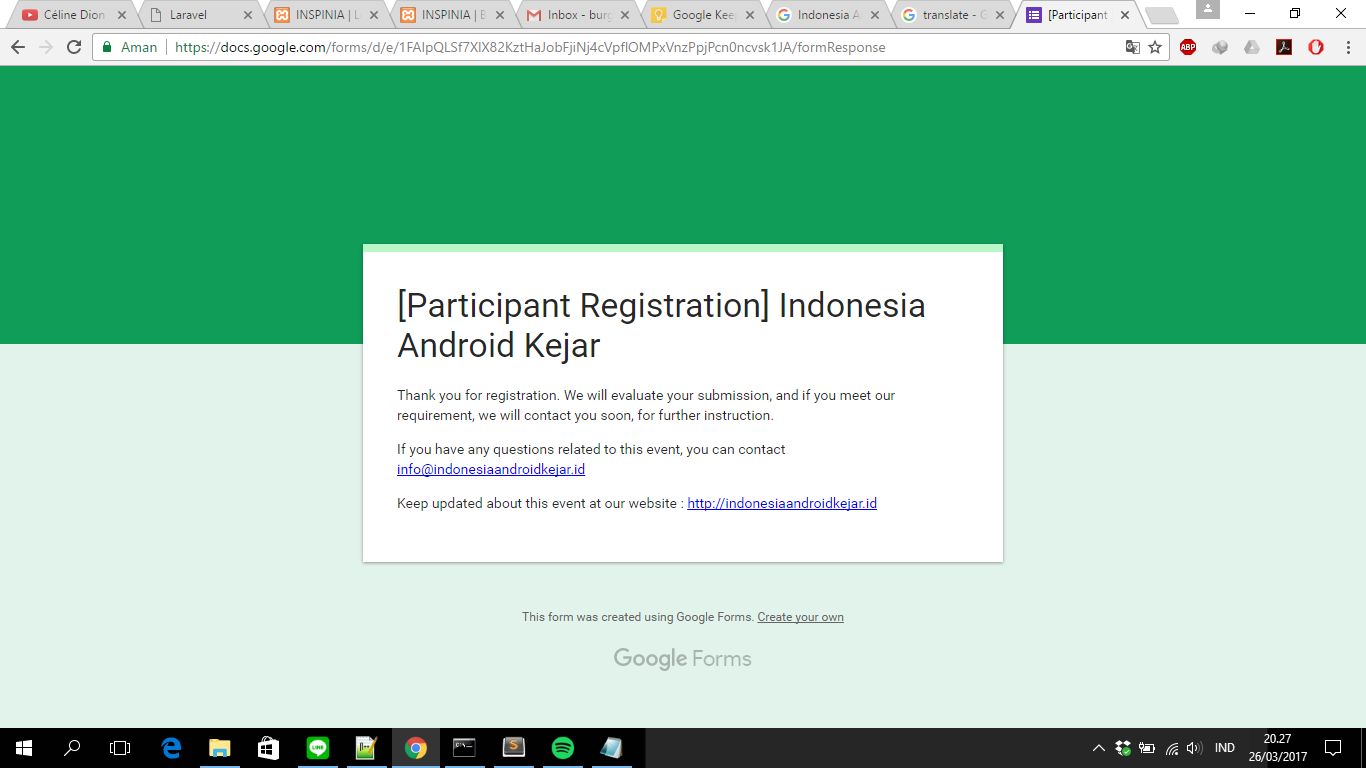 Céline Dion
Laravel
INSPINIA | L
INSPINIA | B
Inbox - burg
Google Keep
Indonesia A
translate - G
[Participant
Aman
https://docs.google.com/forms/d/e/1FAIpQLSf7XlX82KztHaJobFjiNj4cVpflOMPxVnzPpjPcn0ncvsk1JA/formResponse
ABP
[Participant Registration] Indonesia
Android Kejar
Thank you for registration. We will evaluate your submission, and if you meet our
requirement, we will contact you soon, for further instruction.
If you have any questions related to this event, you can contact
info@indonesiaandroidkejar.id
Keep updated about this event at our website : http://indonesiaandroidkejar.id
This form was created using Google Forms. Create your own
Google Forms
LINE
IND
20.27
26/03/2017